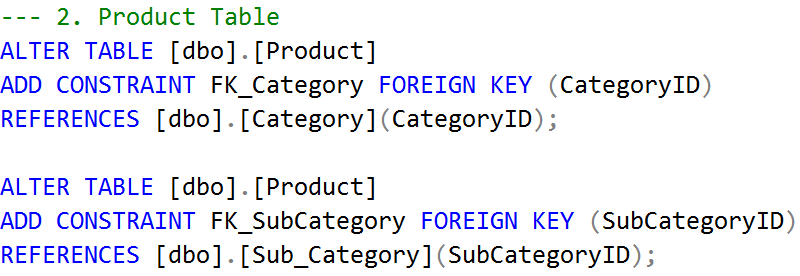 --- 2. Product Table
ALTER TABLE [dbo].[Product]
ADD CONSTRAINT FK_Category FOREIGN KEY (CategoryID)
REFERENCES [dbo].[Category](CategoryID);
ALTER TABLE [dbo].[Product]
ADD CONSTRAINT FK_SubCategory FOREIGN KEY (SubCategoryID)
REFERENCES [dbo].[Sub_Category](SubCategoryID);